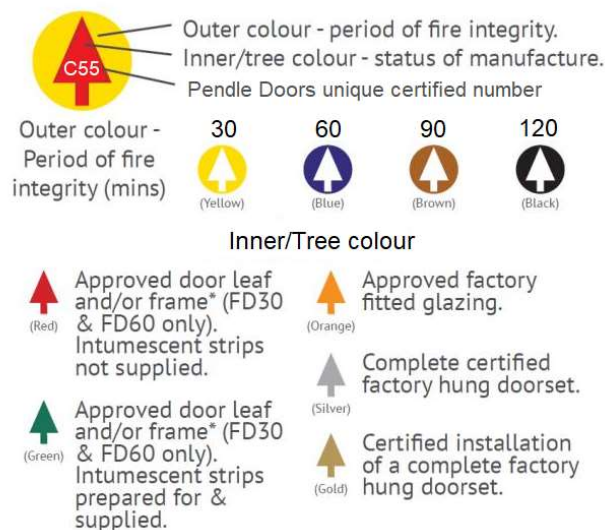 Outer colour - period of fire integrity.
Inner/tree colour - status of manufacture.
C55
Pendle Doors unique certified number
Outer colour -
Period of fire
integrity (mins)
30
60
90
120
(Yellow)
(Blue)
(Brown)
(Black)
Inner/Tree colour
(Red)
Approved door leaf
and/or frame* (FD30
& FD60 only).
Intumescent strips
not supplied.
(Green)
Approved door leaf
and/or frame* (FD30
& FD60 only).
Intumescent strips
prepared for &
supplied.
(Orange)
Approved factory
fitted glazing.
(Silver)
Complete certified
factory hung doorset.
(Gold)
Certified installation
of a complete factory
hung doorset.